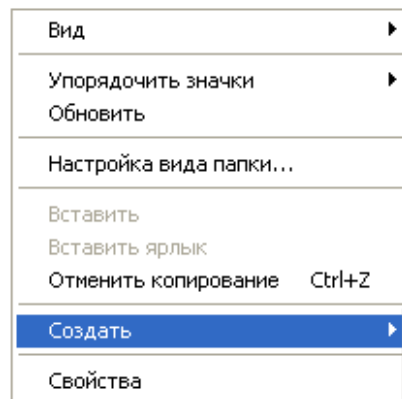 Вид
Упорядочить значки
Обновить
Настройка вида папки...
Вставить
Вставить ярлык
Отменить копирование Ctrl+Z
Создать
Свойства